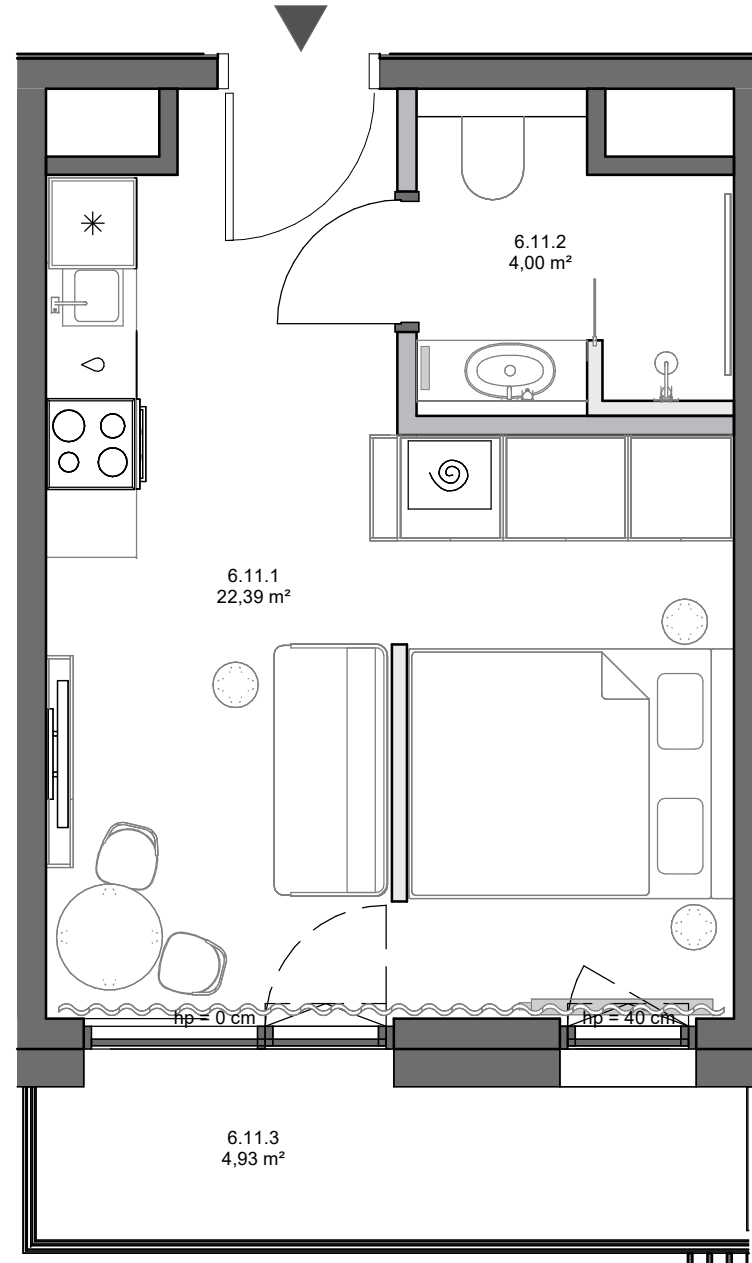 6.11.2
4,00 m²
6.11.1
22,39 m²
hp = 0 cm
hp = 40 cm
6.11.3
4,93 m²